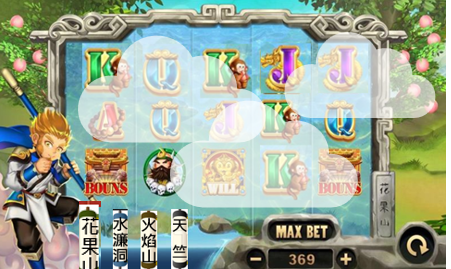 K Q K J J
A Q J K Q
BOUNS WILD K BOUNS
花果山
水濂洞
火焰山
天竺
花果山
MAX BET
− 369 +